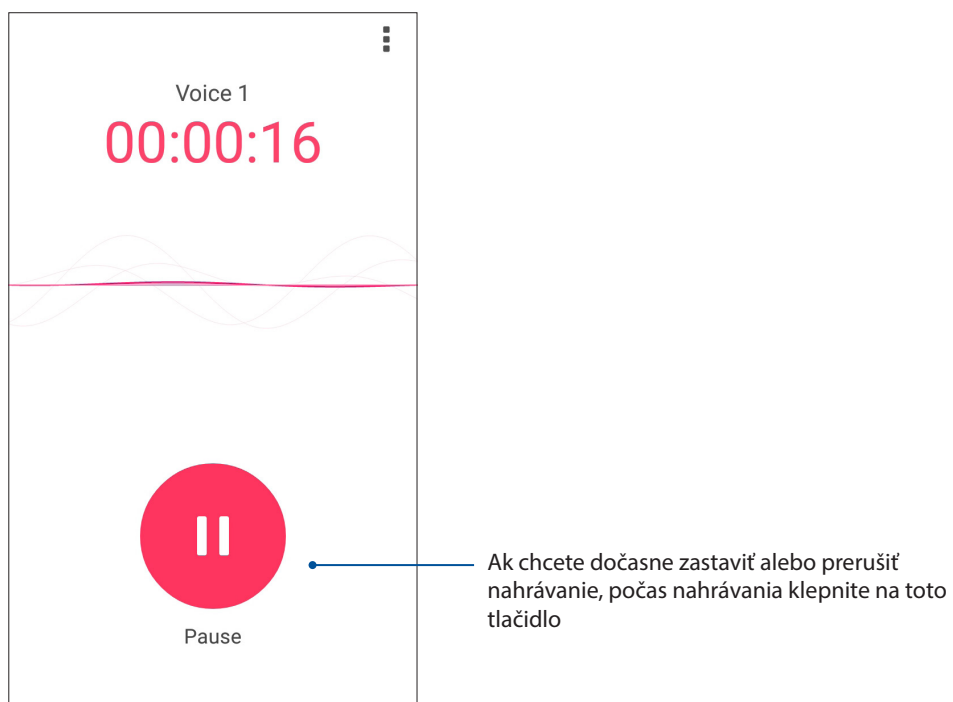 Voice 1
00:00:16
Ak chcete dočasne zastaviť alebo prerušiť
nahrávanie, počas nahrávania klepnite na toto
tlačidlo
Pause